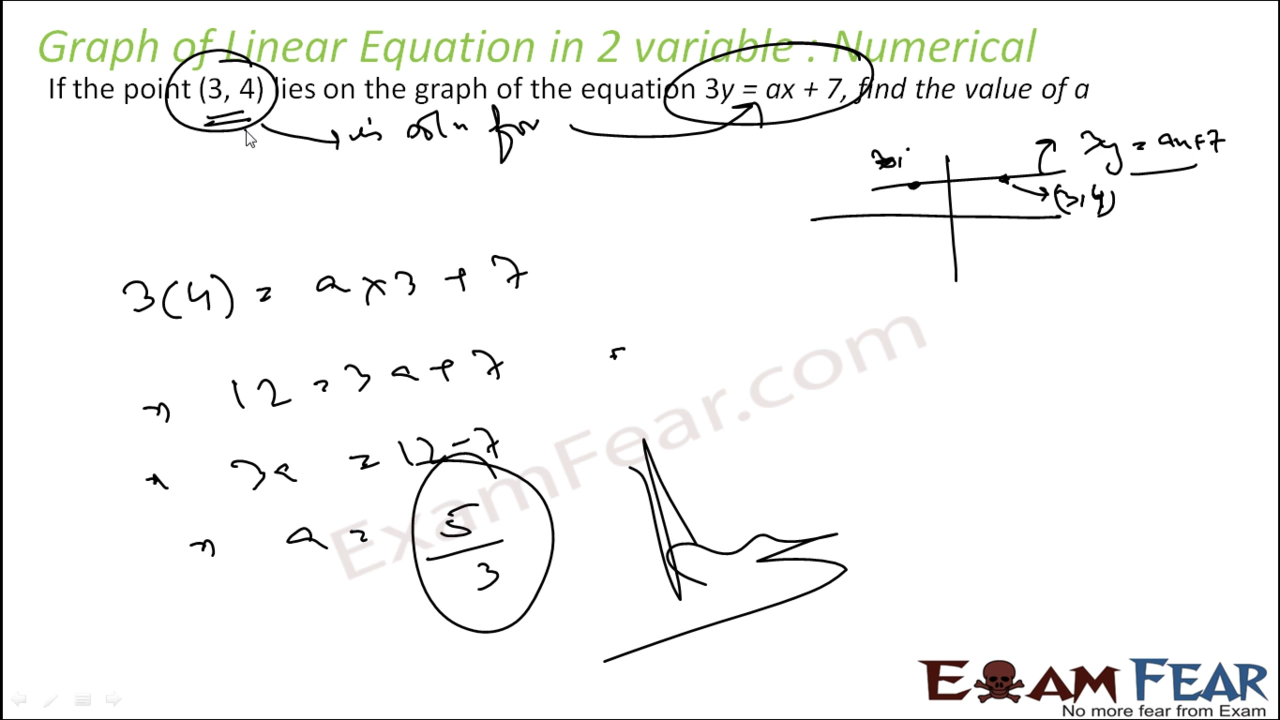 Graph of Linear Equation in 2 variable : Numerical
If the point (3, 4) lies on the graph of the equation 3y = ax + 7, find the value of a
is soln for
3y = ax+7
(3,4)
3(4) = a x 3 + 7
12 = 3a + 7
3a = 12 - 7
a = 5/3
ExamFear.com
EXAM FEAR
No more fear from Exam